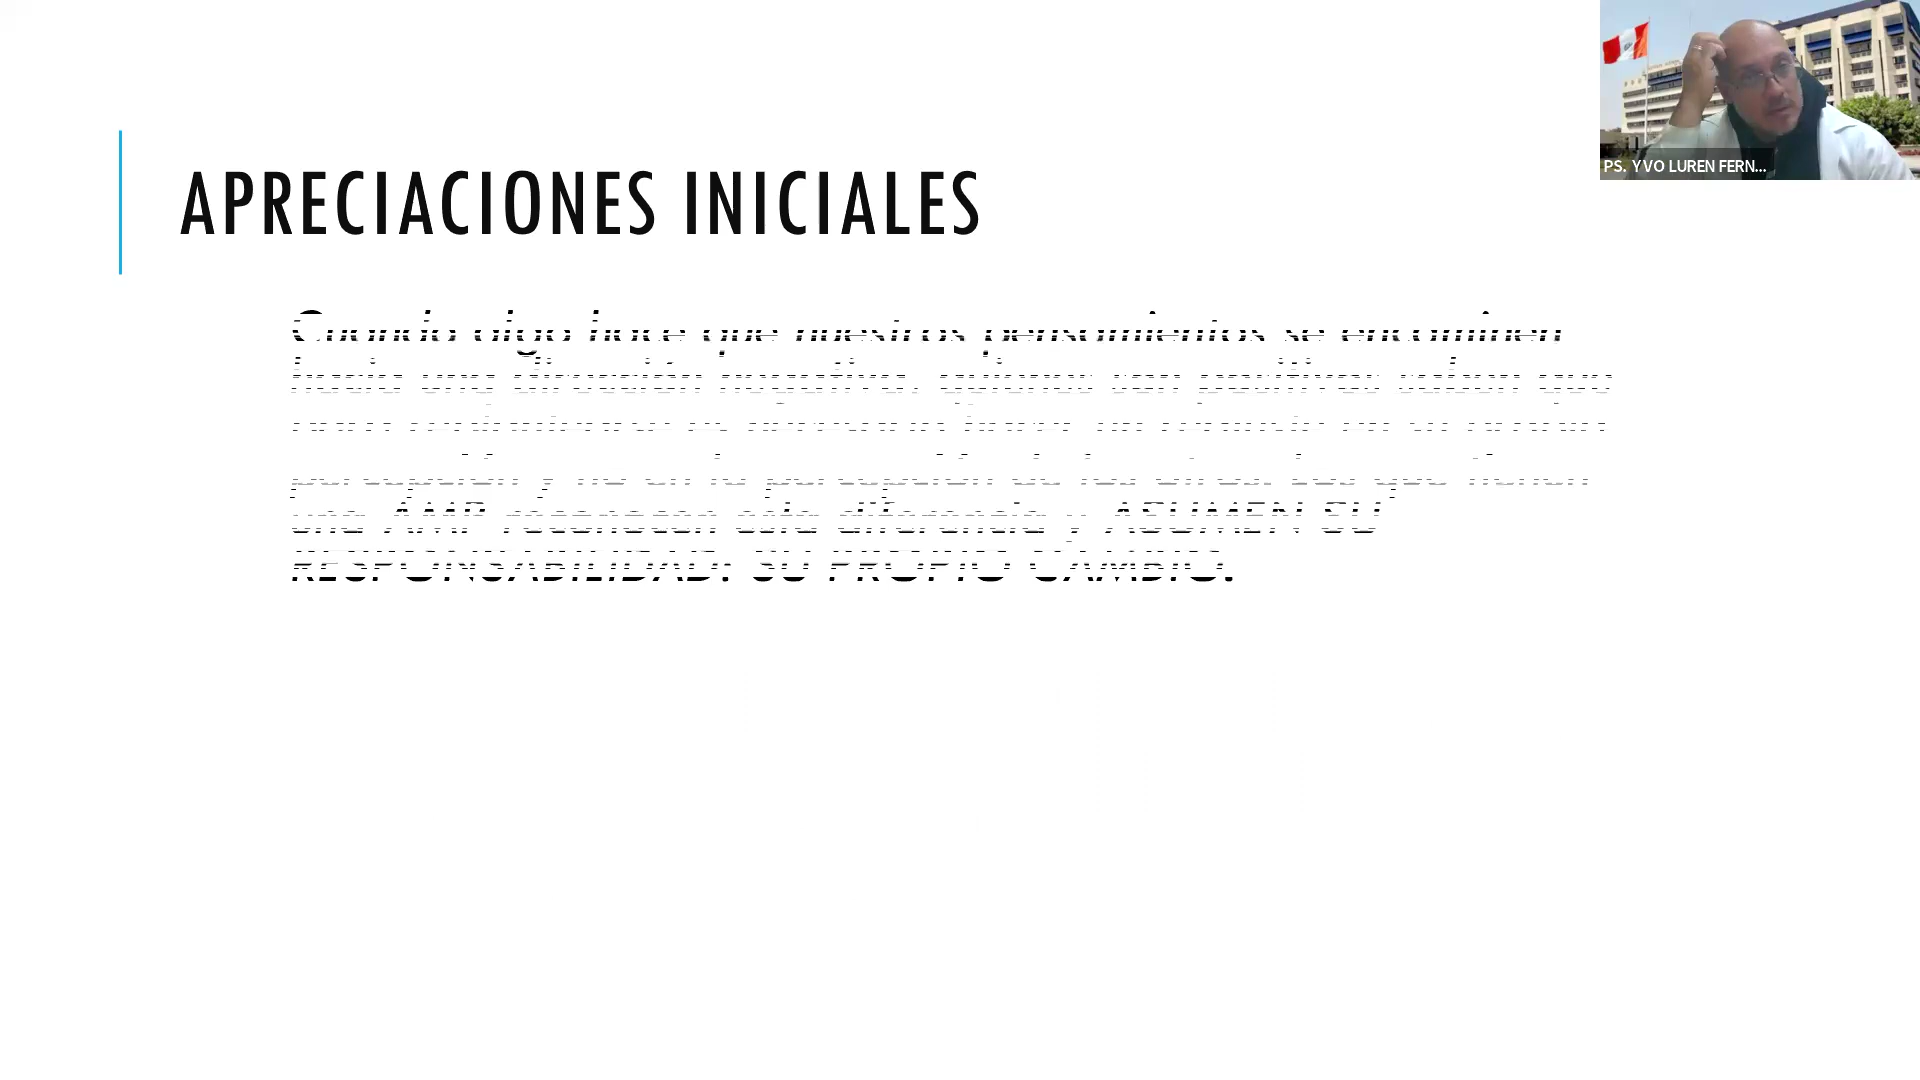 PS. YVO LUREN FERN...
APRECIACIONES INICIALES
Cuando algo hace que nuestros pensamientos se encaminen
hacia una dirección negativa, quienes son positivos saben que
percepción y no en la percepción de los otros. Los que tienen
una AMP reconocen esta diferencia y ASUMEN SU
RESPONSABILIDAD: SU PROPIO CAMBIO.